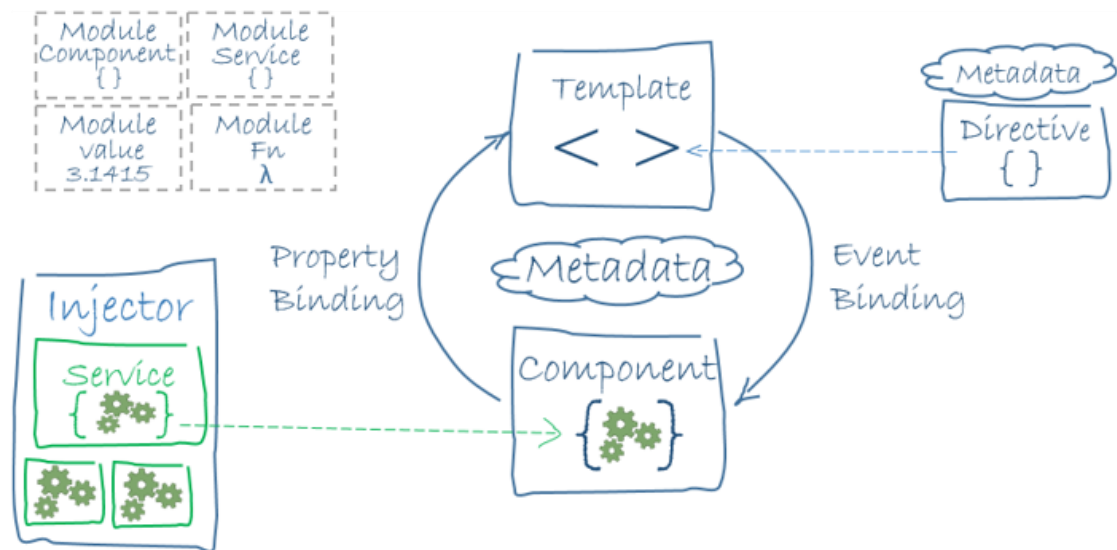 Module
Component
{ }
Module
Service
{ }
Module
value
3.1415
Module
Fn
λ
Template
< >
Metadata
Directive
{ }
Property
Binding
Metadata
Event
Binding
Injector
Service
{ }
Component
{ }